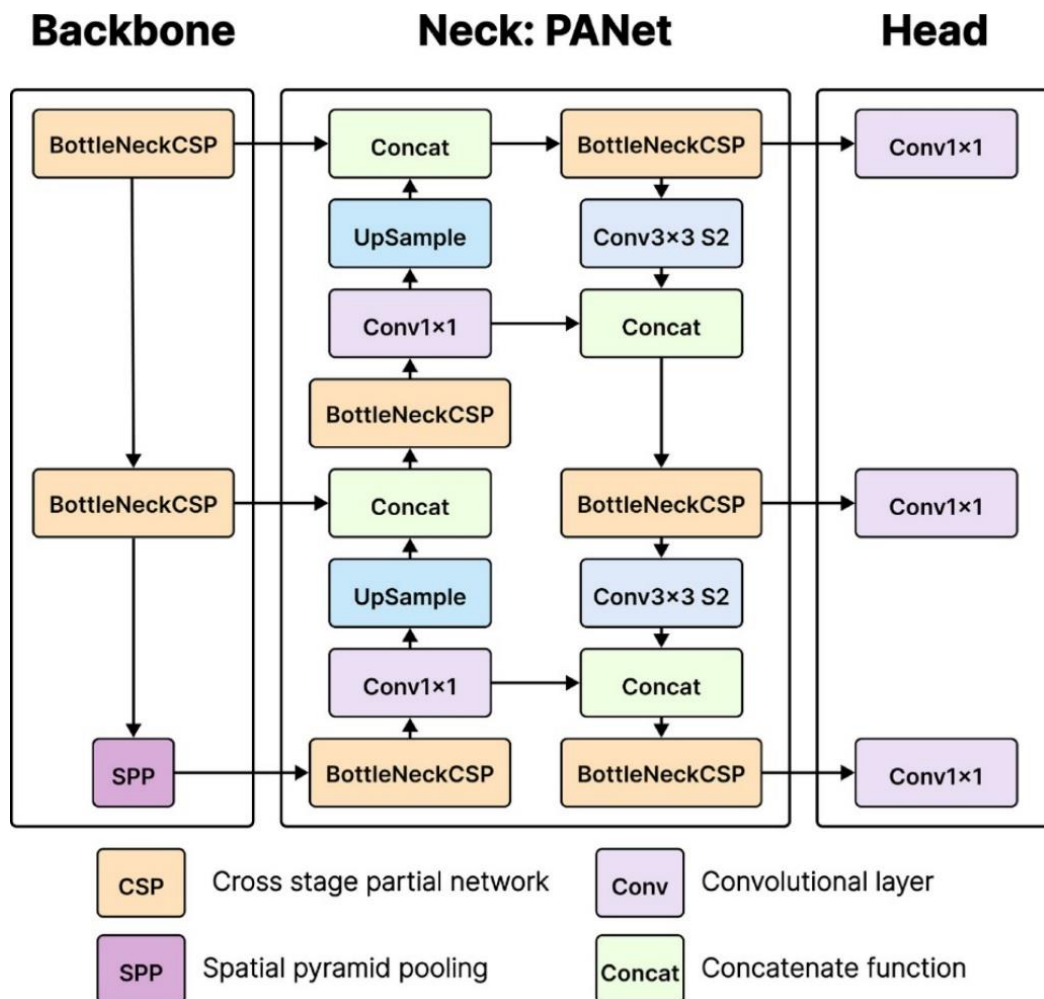 Backbone Neck: PANet Head
BottleNeckCSP Concat BottleNeckCSP Conv1×1
UpSample Conv3×3 S2
Conv1×1 Concat
BottleNeckCSP
BottleNeckCSP Concat BottleNeckCSP Conv1×1
UpSample Conv3×3 S2
Conv1×1 Concat
SPP BottleNeckCSP BottleNeckCSP Conv1×1
CSP Cross stage partial network Conv Convolutional layer
SPP Spatial pyramid pooling Concat Concatenate function